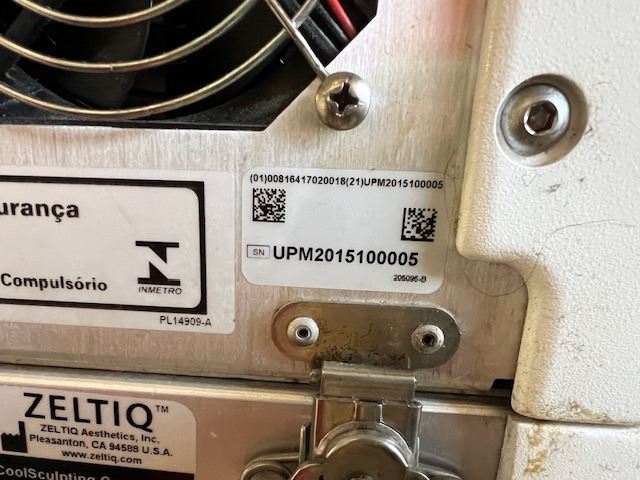 (01)00816417020018(21)UPM2015100005
urança
SN UPM2015100005
Compulsório
INMETRO
205095-B
PL14909-A
ZELTIQ™
ZELTIQ Aesthetics, Inc.
Pleasanton, CA 94588 U.S.A.
www.zeltiq.com
CoolSculpting